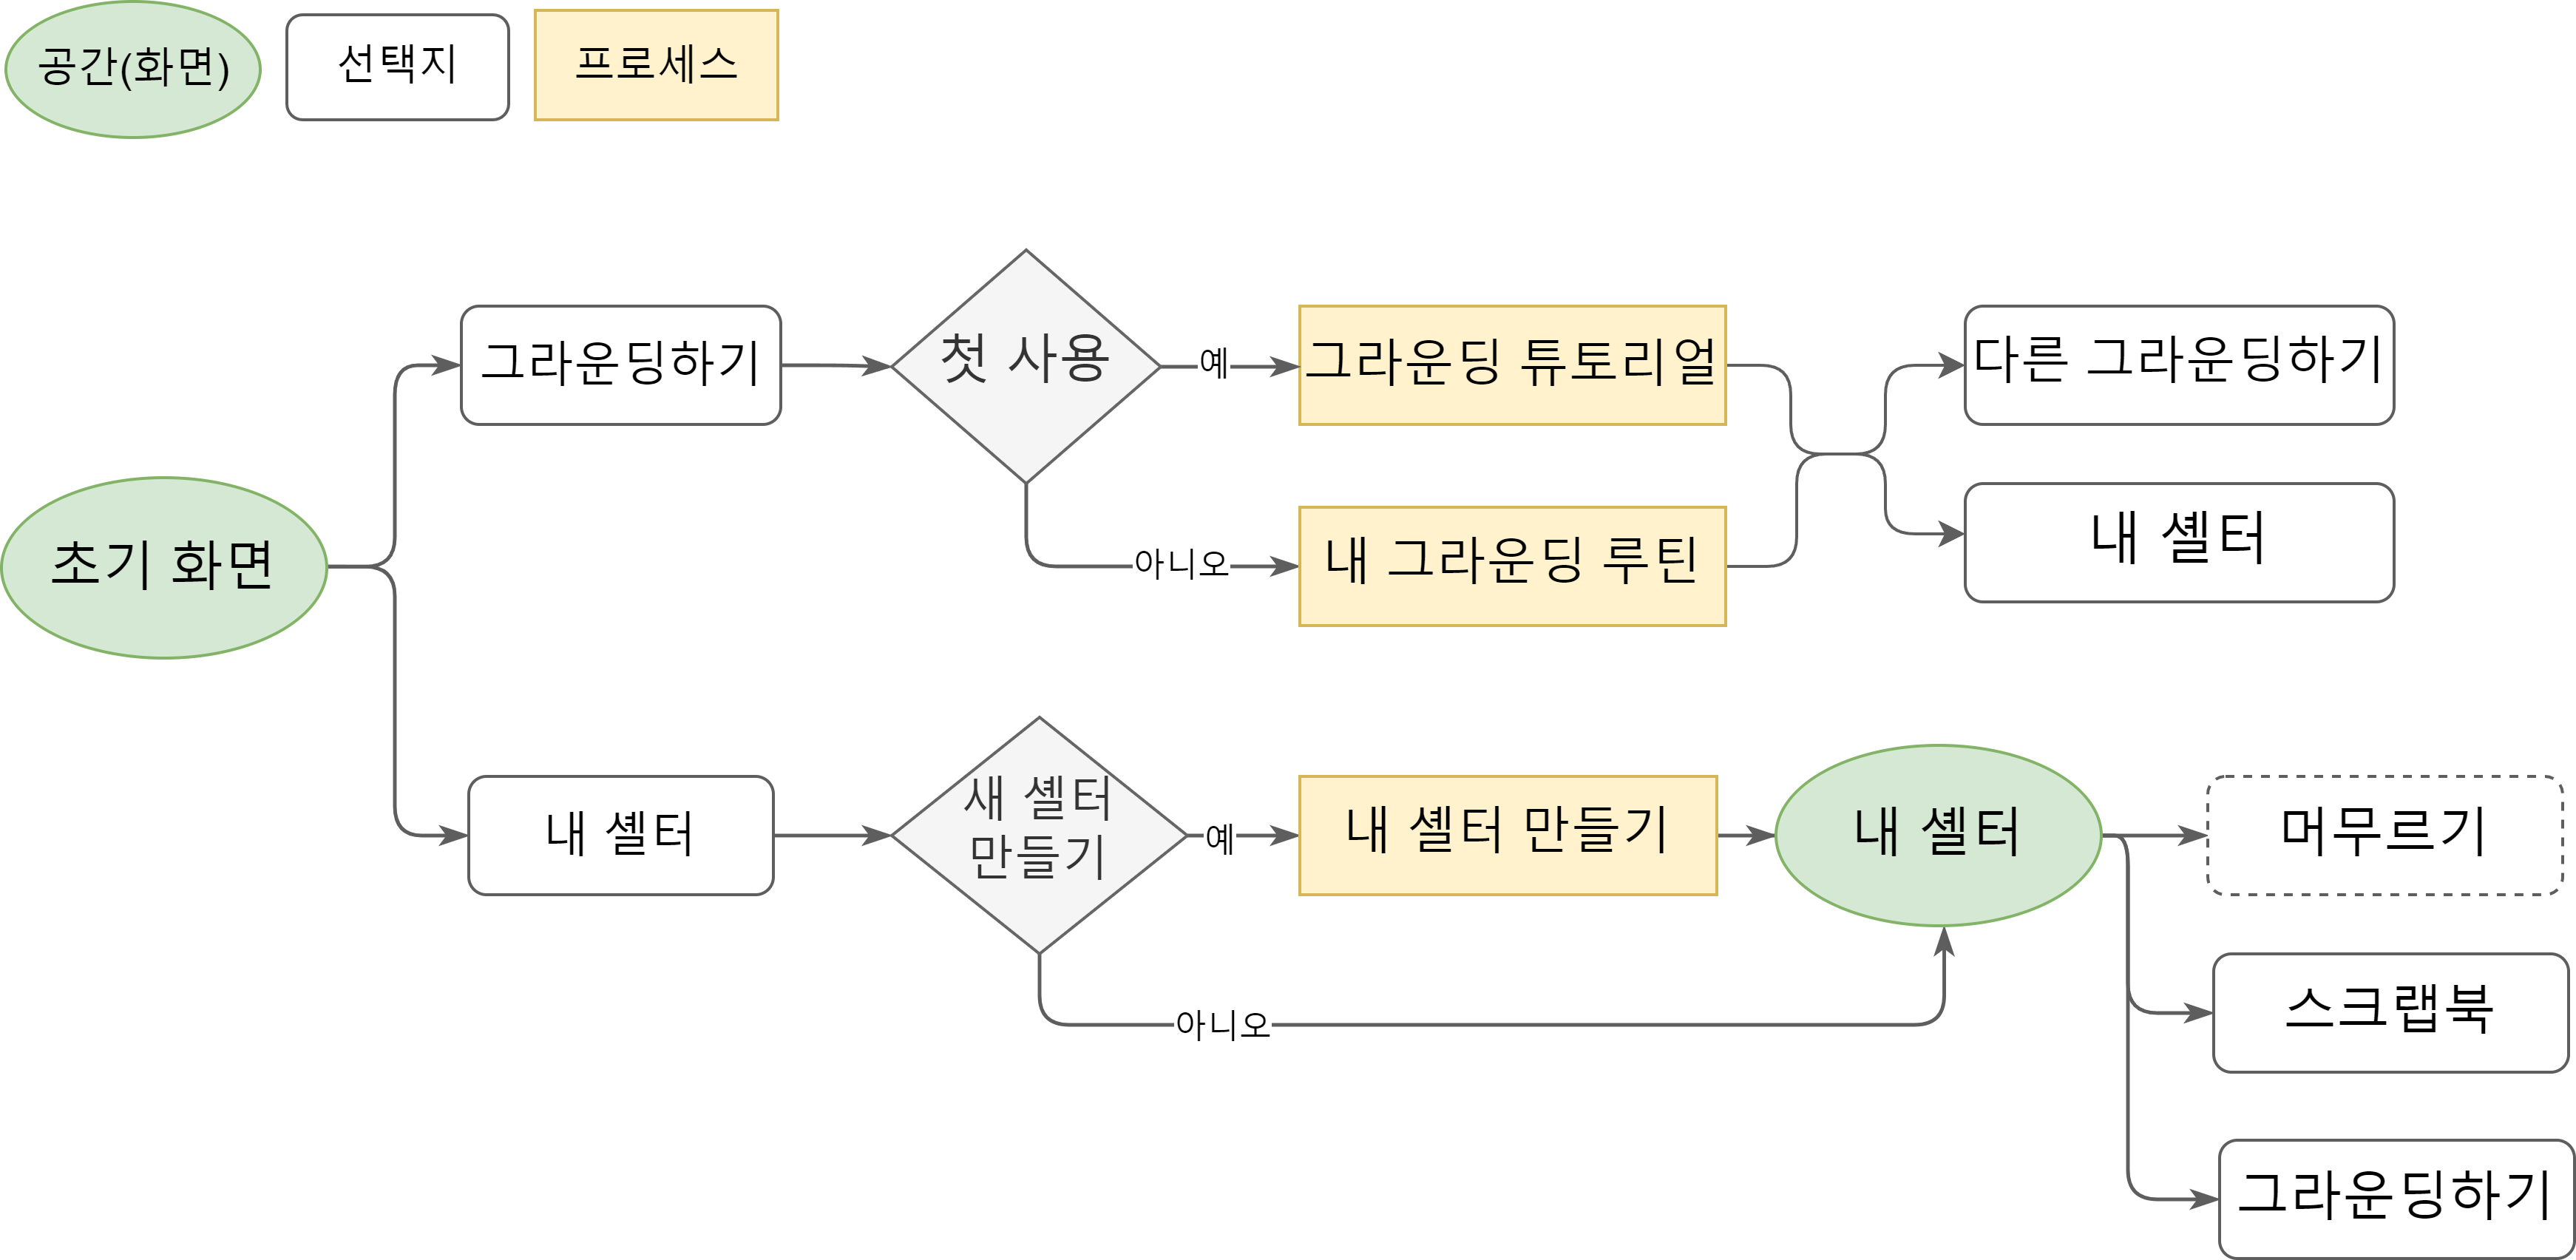 공간(화면)
선택지
프로세스
그라운딩하기
첫 사용
예
그라운딩 튜토리얼
다른 그라운딩하기
초기 화면
아니오
내 그라운딩 루틴
내 셸터
내 셸터
새 셸터
만들기
예
내 셸터 만들기
내 셸터
머무르기
아니오
스크랩북
그라운딩하기